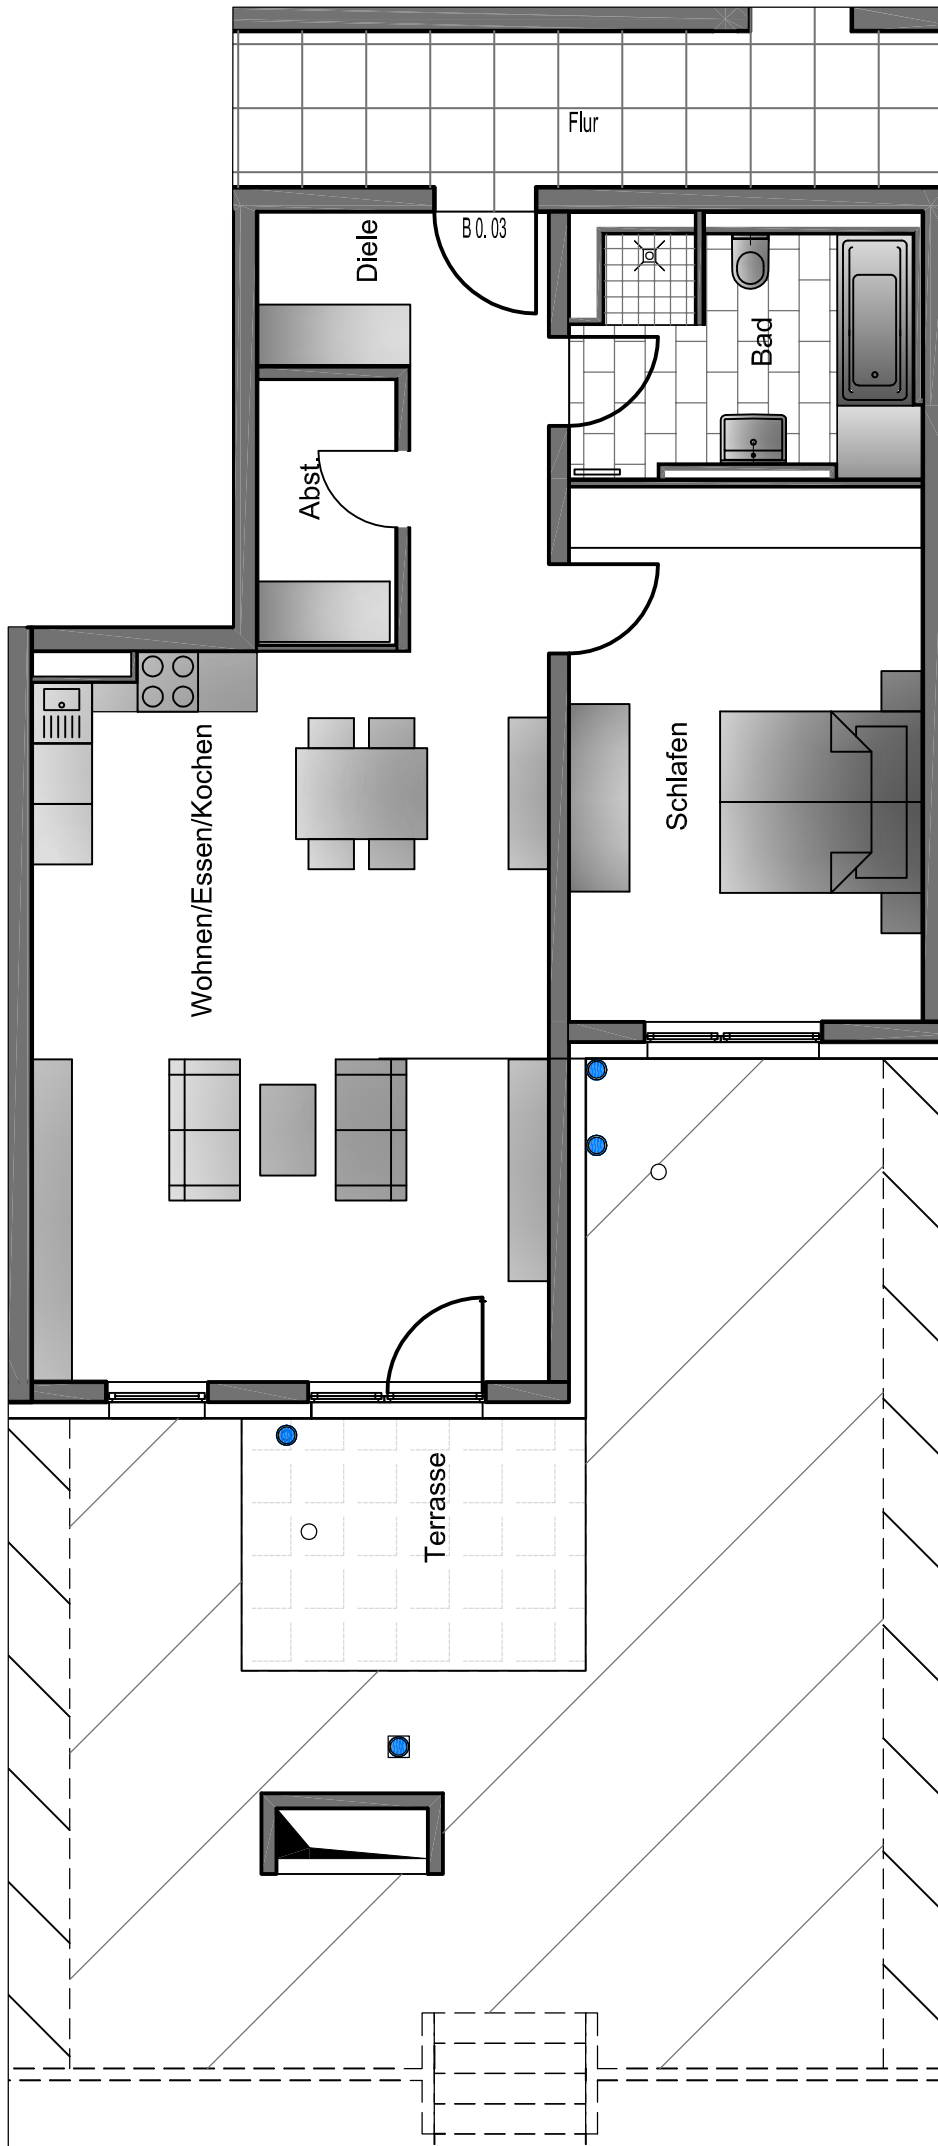 Flur
B 0. 03
Diele
Bad
Abst.
Wohnen/Essen/Kochen
Schlafen
Terrasse